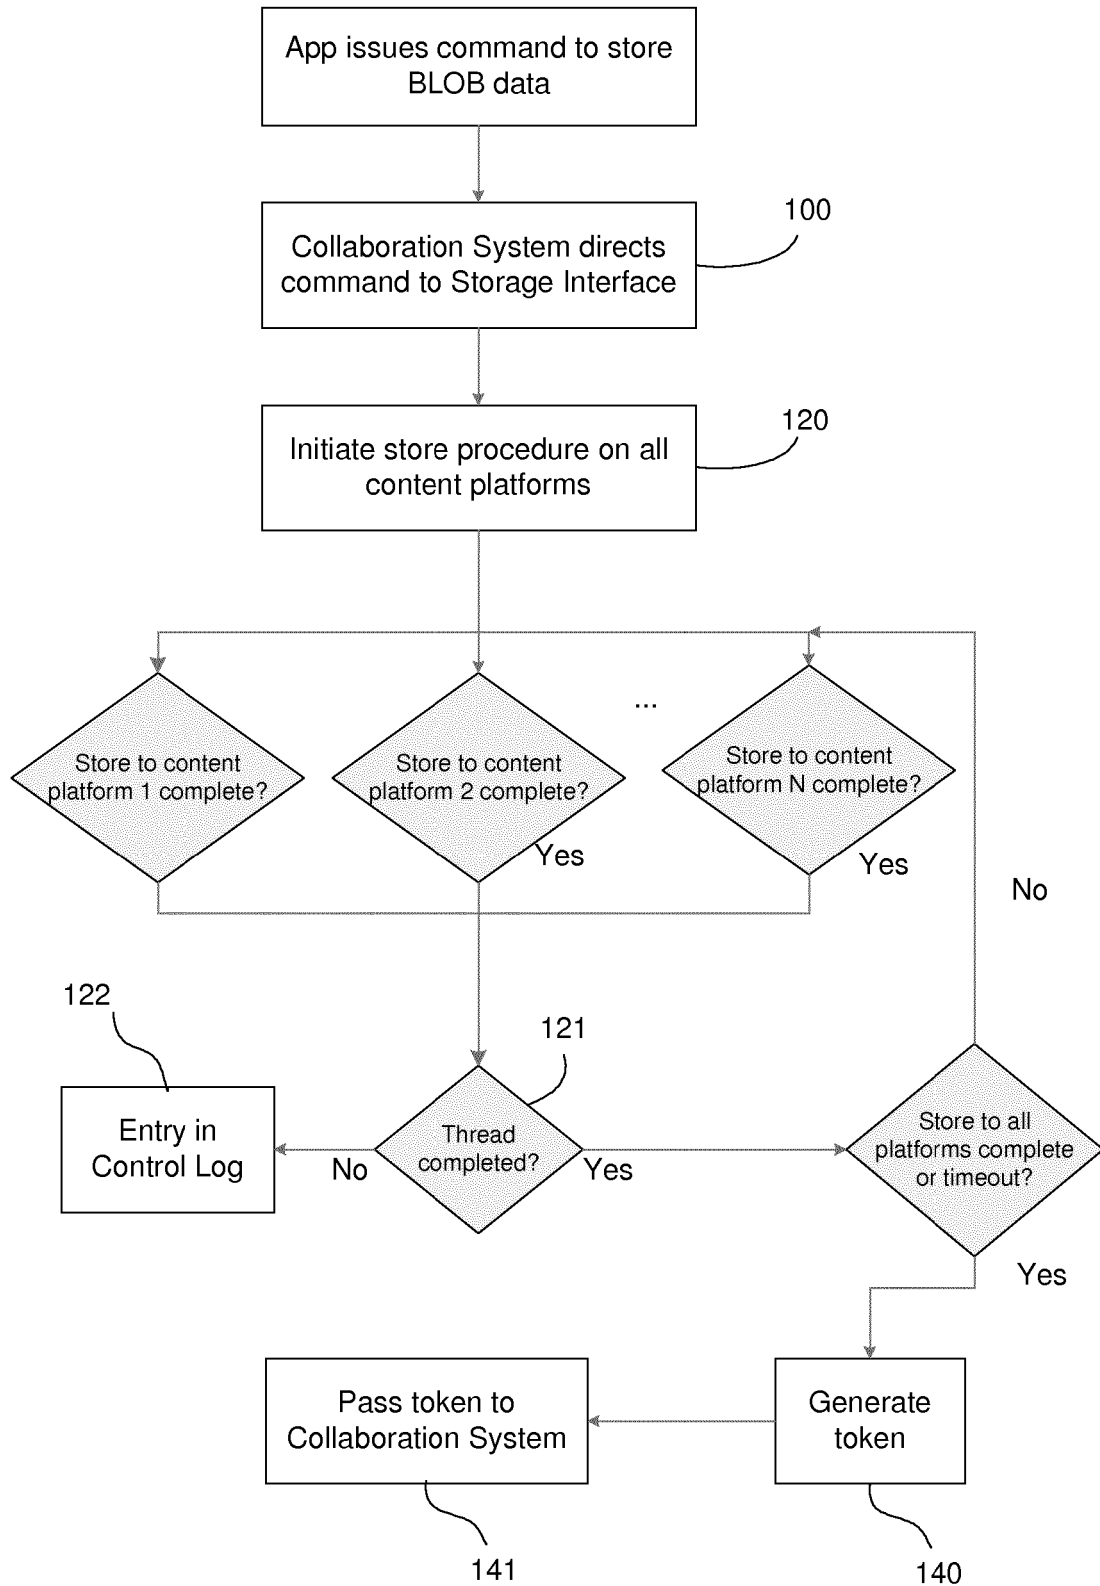 App issues command to store
BLOB data
100
Collaboration System directs
command to Storage Interface
120
Initiate store procedure on all
content platforms
...
Store to content
platform 1 complete?
Store to content
platform 2 complete?
Store to content
platform N complete?
Yes
Yes
No
122
121
Entry in
Control Log
No
Thread
completed?
Yes
Store to all
platforms complete
or timeout?
Yes
Pass token to
Collaboration System
Generate
token
141
140